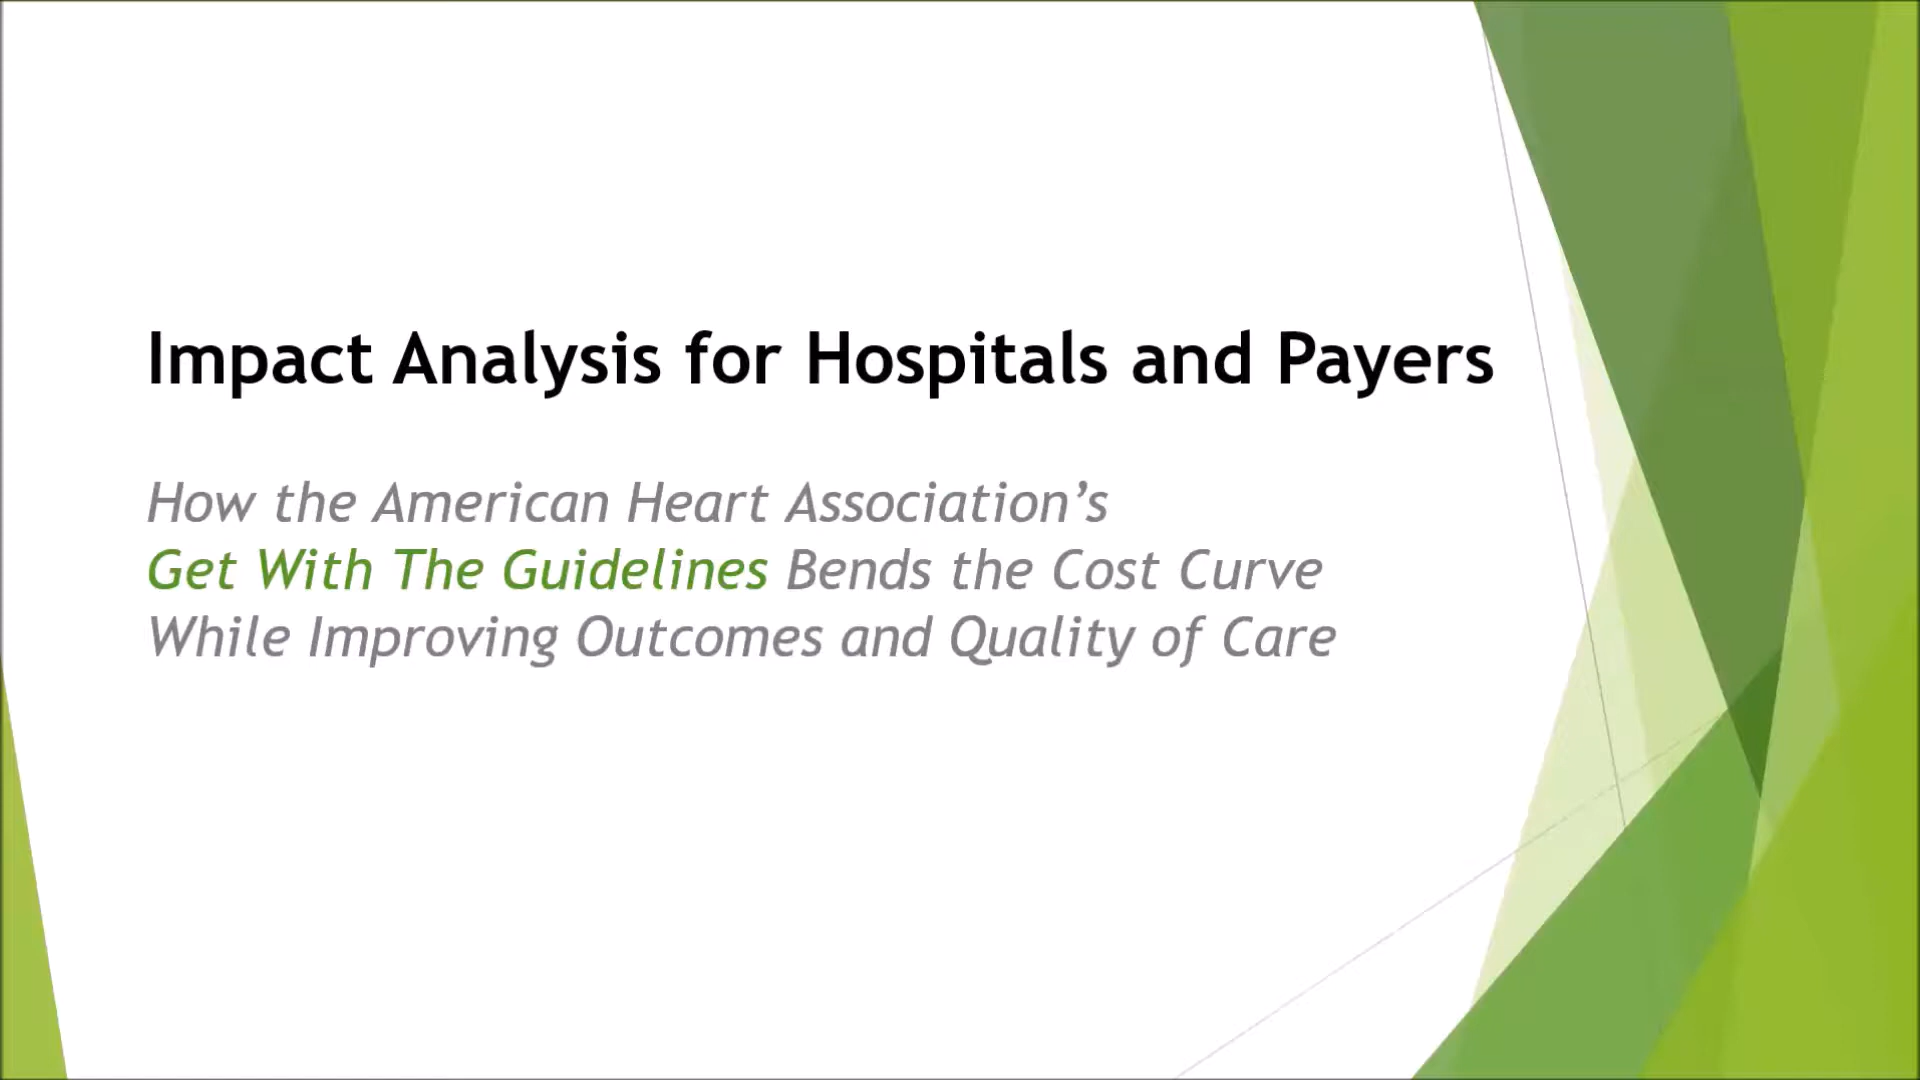 Impact Analysis for Hospitals and Payers
How the American Heart Association’s
Get With The Guidelines Bends the Cost Curve
While Improving Outcomes and Quality of Care